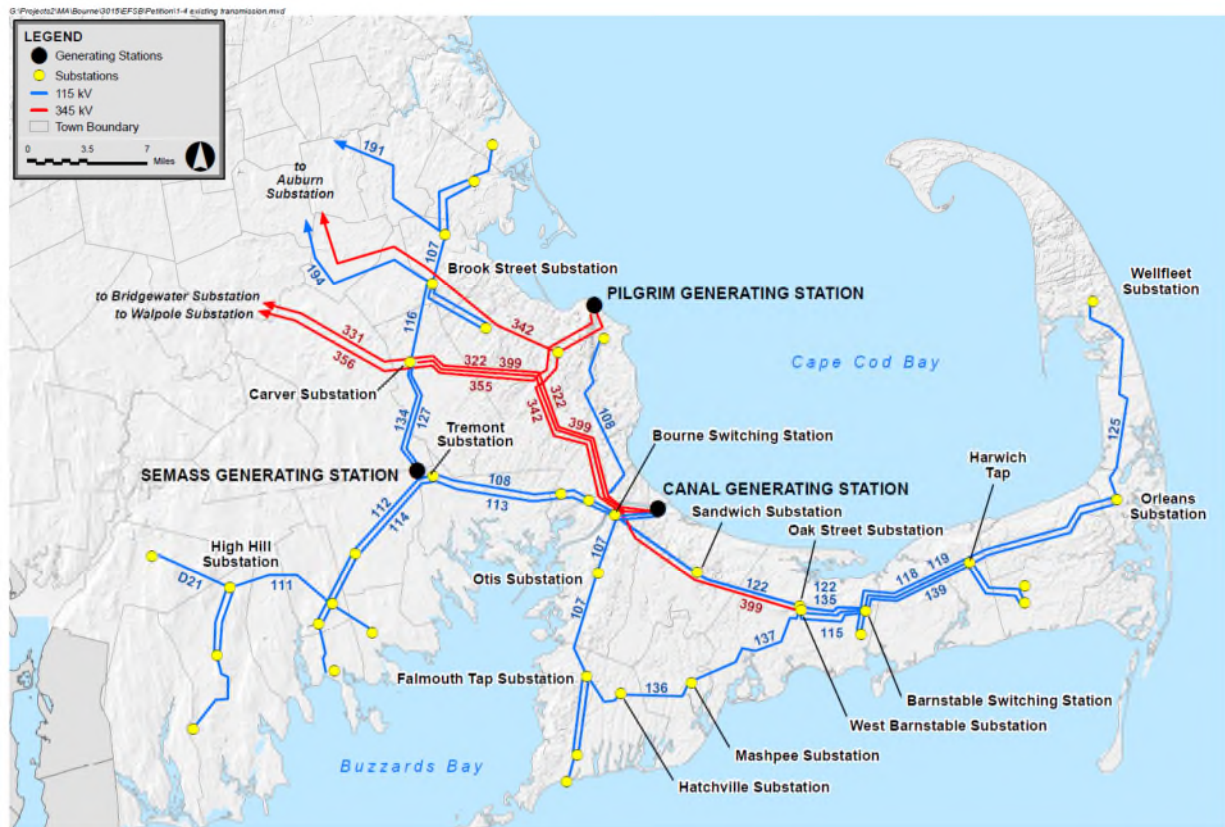 G:\Projects2\MA\Bourne\3015\EFSB\Petition\1-4 existing transmission.mxd
LEGEND
Generating Stations
Substations
115 kV
345 kV
Town Boundary
0 3.5 7
Miles
191
to
Auburn
Substation
107
194
Brook Street Substation
to Bridgewater Substation
to Walpole Substation
PILGRIM GENERATING STATION
Wellfleet
Substation
116
342
331
356
322 399
355
Cape Cod Bay
Carver Substation
322
342
399
108
134
127
Tremont
Substation
Bourne Switching Station
125
SEMASS GENERATING STATION
108
113
CANAL GENERATING STATION
Harwich
Tap
Sandwich Substation
Orleans
Substation
112
114
Oak Street Substation
High Hill
Substation
107
D21
111
Otis Substation
122
122
135
118 119
139
399
107
115
137
Falmouth Tap Substation
136
Barnstable Switching Station
West Barnstable Substation
Mashpee Substation
Buzzards Bay
Hatchville Substation